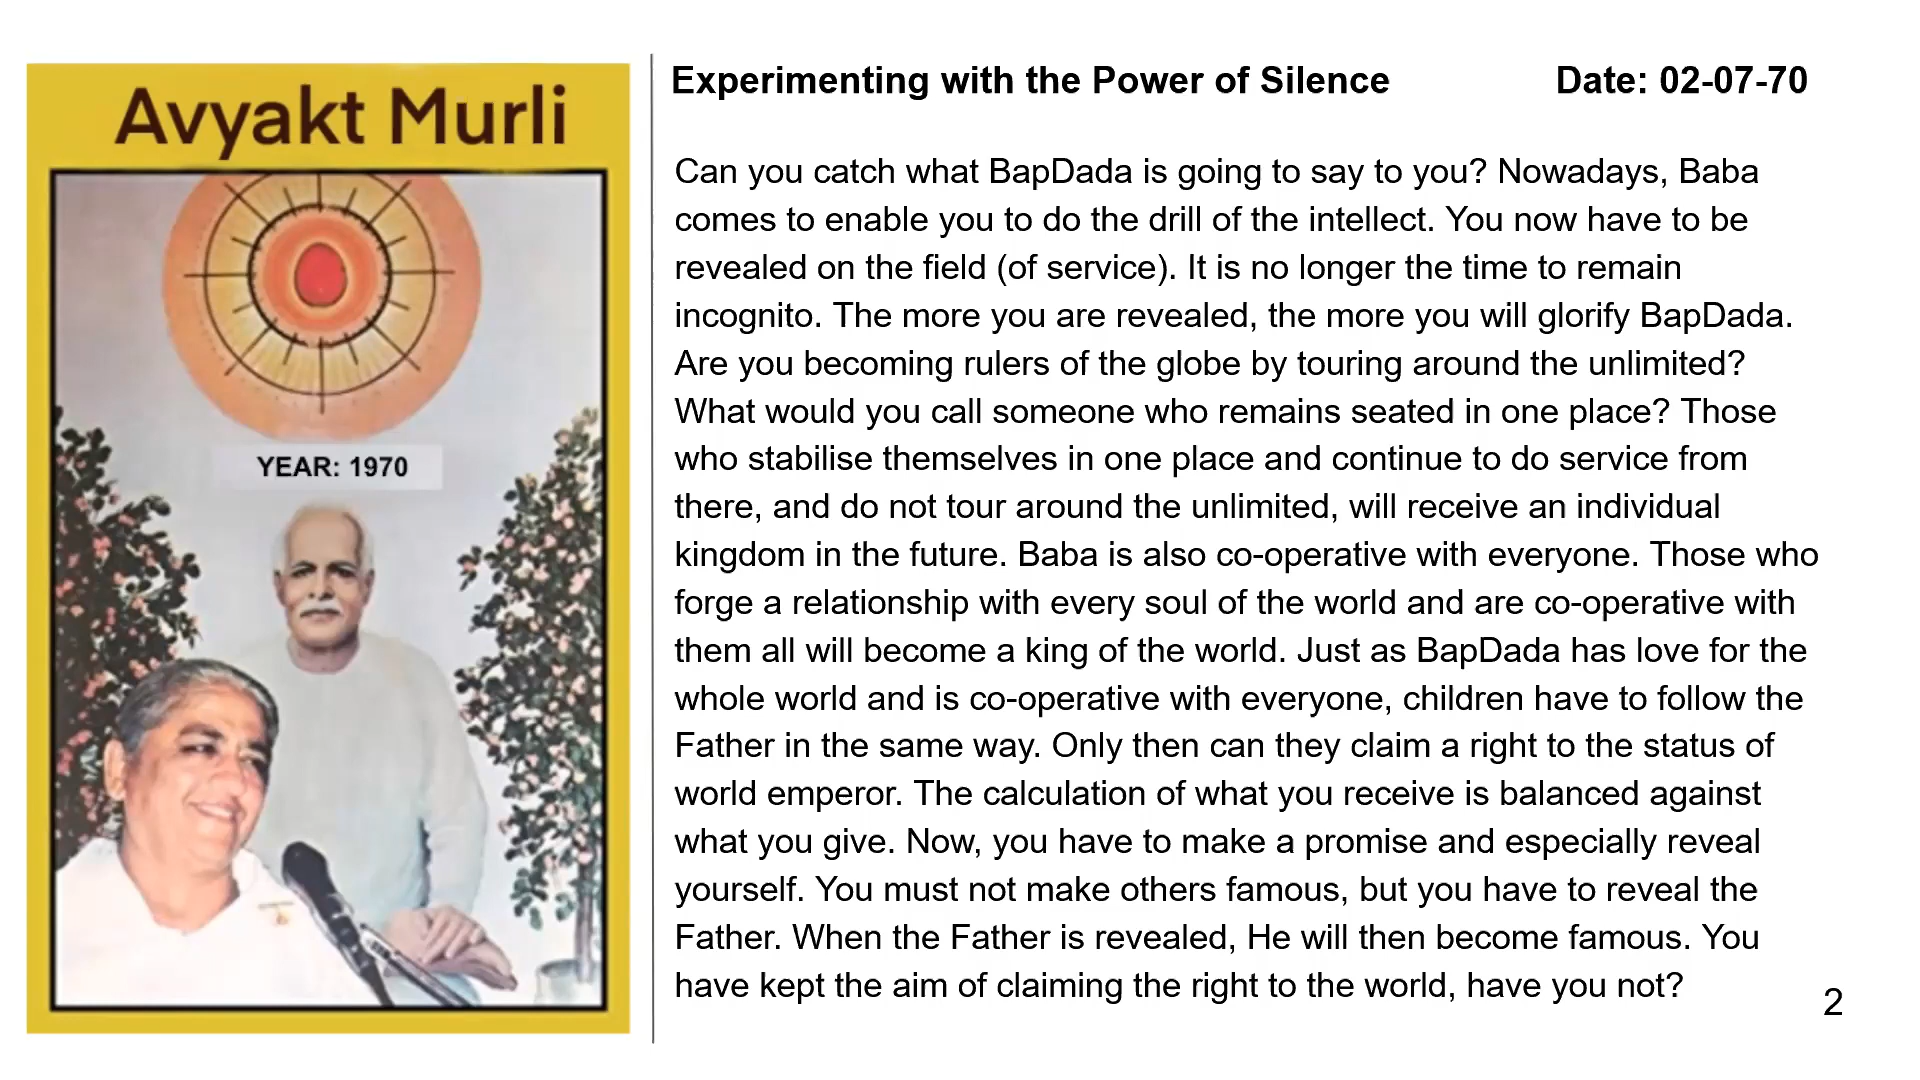 Avyakt Murli
YEAR: 1970
Experimenting with the Power of Silence Date: 02-07-70
Can you catch what BapDada is going to say to you? Nowadays, Baba
comes to enable you to do the drill of the intellect. You now have to be
revealed on the field (of service). It is no longer the time to remain
incognito. The more you are revealed, the more you will glorify BapDada.
Are you becoming rulers of the globe by touring around the unlimited?
What would you call someone who remains seated in one place? Those
who stabilise themselves in one place and continue to do service from
there, and do not tour around the unlimited, will receive an individual
kingdom in the future. Baba is also co-operative with everyone. Those who
forge a relationship with every soul of the world and are co-operative with
them all will become a king of the world. Just as BapDada has love for the
whole world and is co-operative with everyone, children have to follow the
Father in the same way. Only then can they claim a right to the status of
world emperor. The calculation of what you receive is balanced against
what you give. Now, you have to make a promise and especially reveal
yourself. You must not make others famous, but you have to reveal the
Father. When the Father is revealed, He will then become famous. You
have kept the aim of claiming the right to the world, have you not?
2